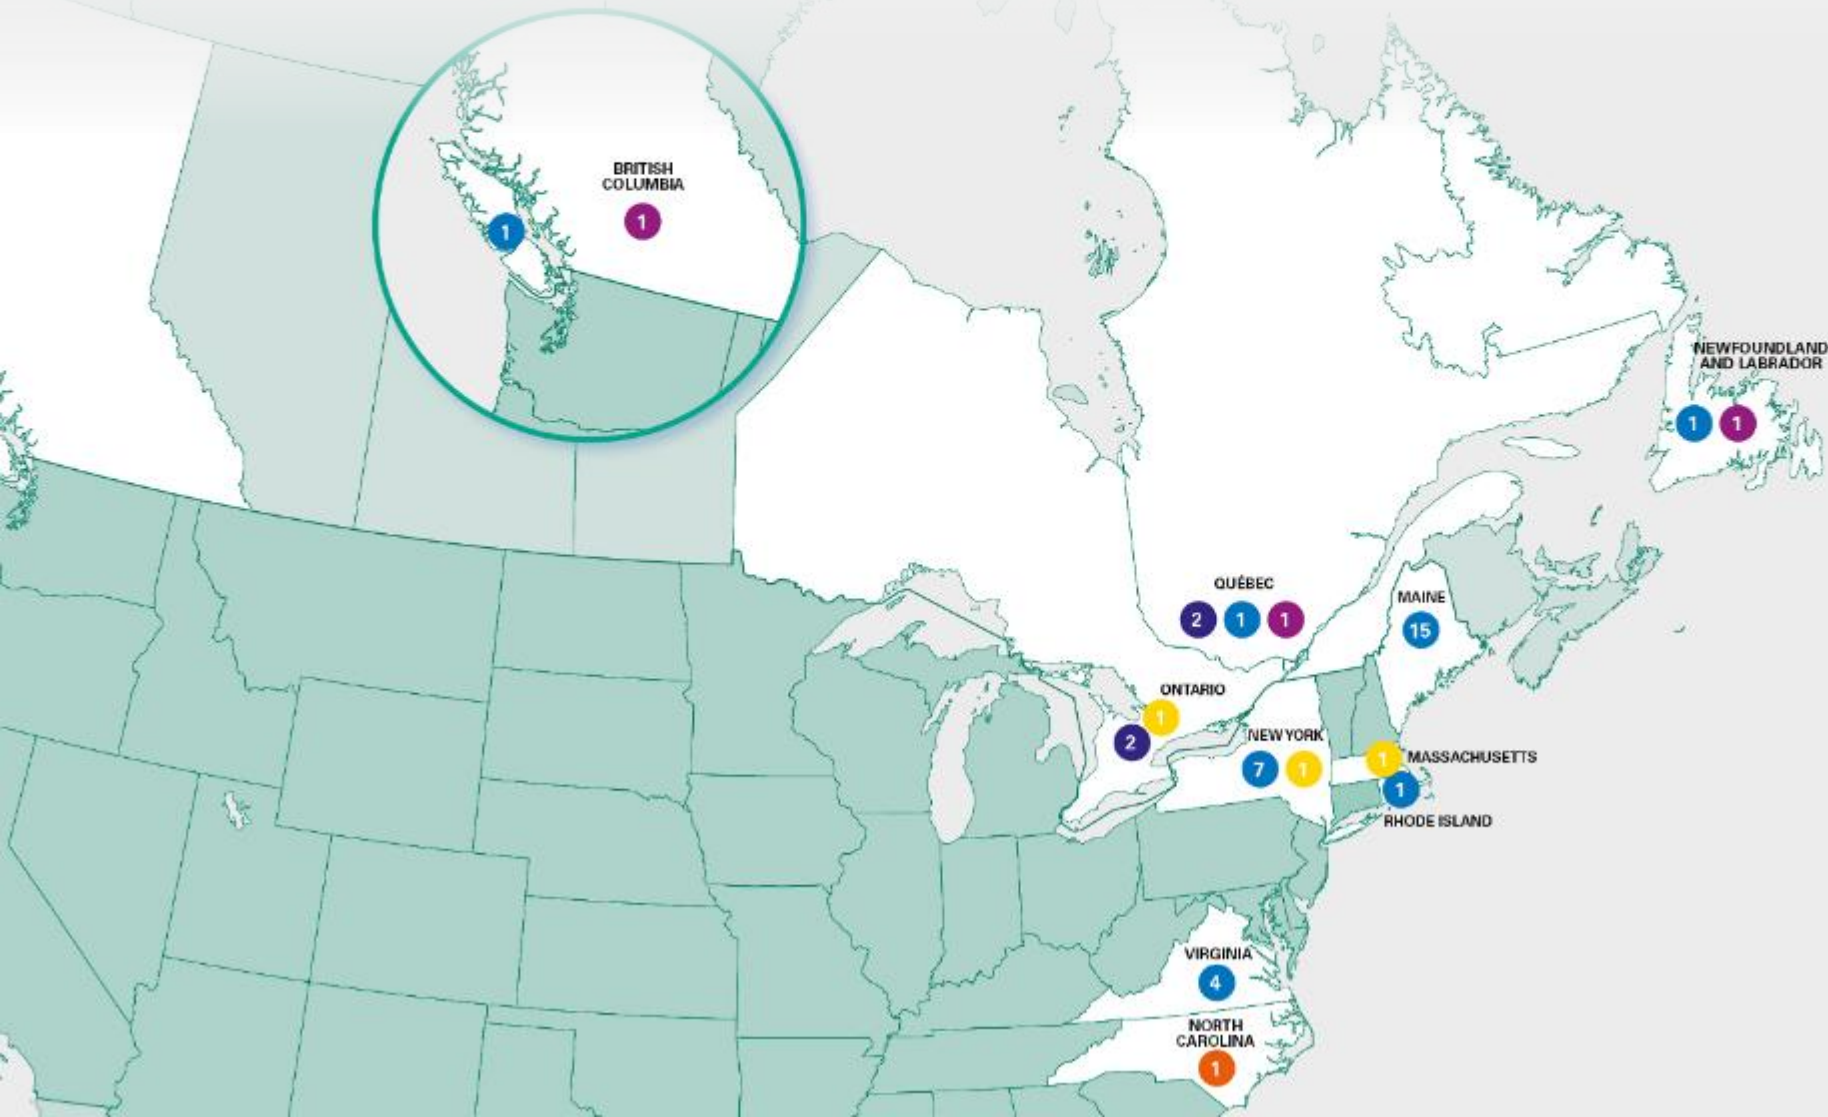 BRITISH
COLUMBIA
1
1
NEWFOUNDLAND
AND LABRADOR
1 1
QUÉBEC
2 1 1
MAINE
15
ONTARIO
1
2
NEW YORK
7 1
1 MASSACHUSETTS
1
RHODE ISLAND
VIRGINIA
4
NORTH
CAROLINA
1